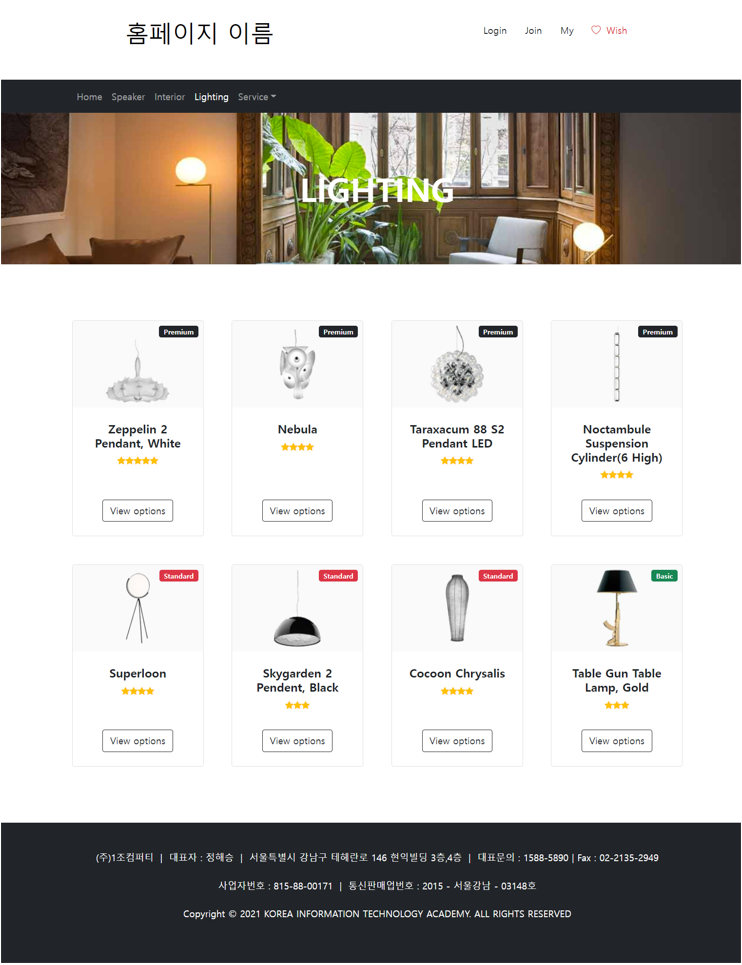 홈페이지 이름
Login Join My Wish
Home Speaker Interior Lighting Service
LIGHTING
Premium Premium Premium Premium
Zeppelin 2
Pendant, White
Nebula
Taraxacum 88 S2
Pendant LED
Noctambule
Suspension
Cylinder(6 High)
View options View options View options View options
Standard Standard Standard Basic
Superloon
Skygarden 2
Pendent, Black
Cocoon Chrysalis
Table Gun Table
Lamp, Gold
View options View options View options View options
(주)1조컴퍼티 | 대표자 : 정혜승 | 서울특별시 강남구 테헤란로 146 현익빌딩 3층,4층 | 대표문의 : 1588-5890 | Fax : 02-2135-2949
사업자번호 : 815-88-00171 | 통신판매업번호 : 2015 - 서울강남 - 03148호
Copyright © 2021 KOREA INFORMATION TECHNOLOGY ACADEMY. ALL RIGHTS RESERVED